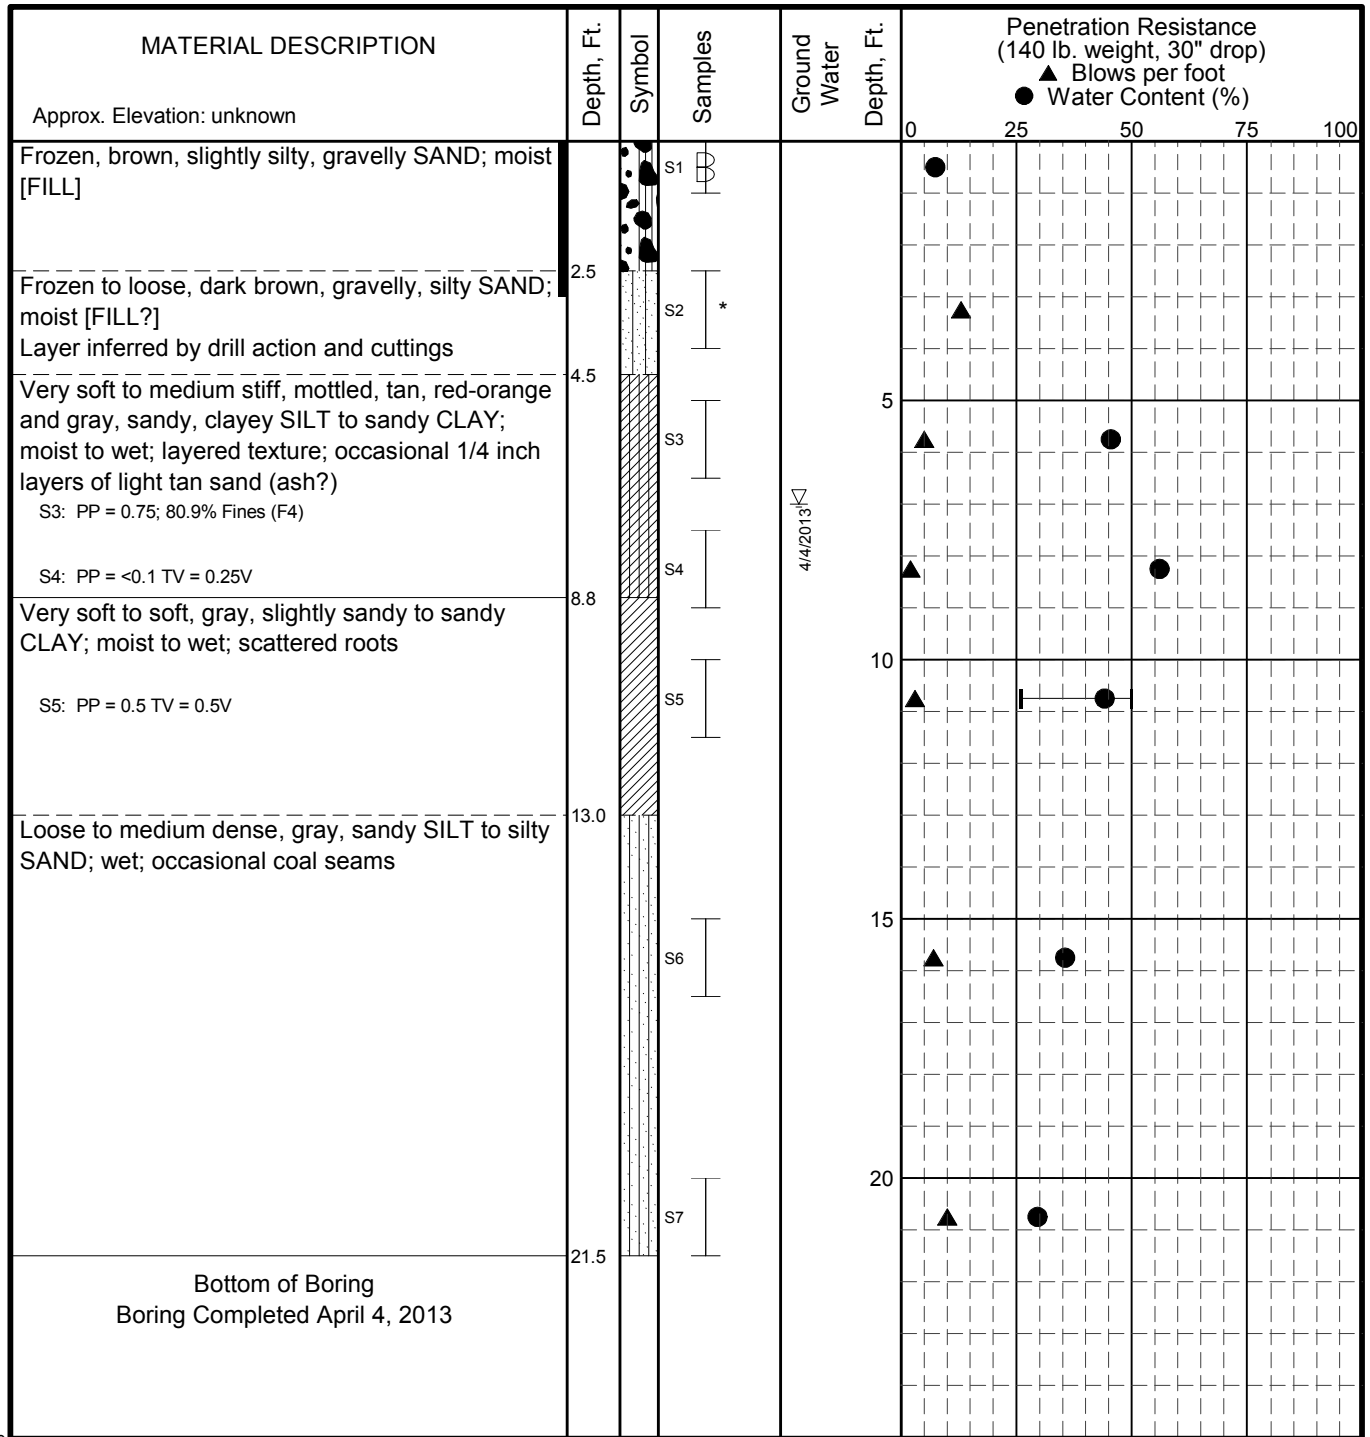 MATERIAL DESCRIPTION
Approx. Elevation: unknown
Depth, Ft.
Symbol
Samples
Ground
Water
Depth, Ft.
Penetration Resistance
(140 lb. weight, 30" drop)
▲ Blows per foot
● Water Content (%)
0 25 50 75 100
Frozen, brown, slightly silty, gravelly SAND; moist
[FILL]
S1
2.5
Frozen to loose, dark brown, gravelly, silty SAND;
moist [FILL?]
Layer inferred by drill action and cuttings
S2 *
4.5
Very soft to medium stiff, mottled, tan, red-orange
and gray, sandy, clayey SILT to sandy CLAY;
moist to wet; layered texture; occasional 1/4 inch
layers of light tan sand (ash?)
S3: PP = 0.75; 80.9% Fines (F4)
S4: PP = <0.1 TV = 0.25V
S3
5
4/4/2013
S4
8.8
Very soft to soft, gray, slightly sandy to sandy
CLAY; moist to wet; scattered roots
S5: PP = 0.5 TV = 0.5V
10
S5
13.0
Loose to medium dense, gray, sandy SILT to silty
SAND; wet; occasional coal seams
15
S6
20
S7
21.5
Bottom of Boring
Boring Completed April 4, 2013